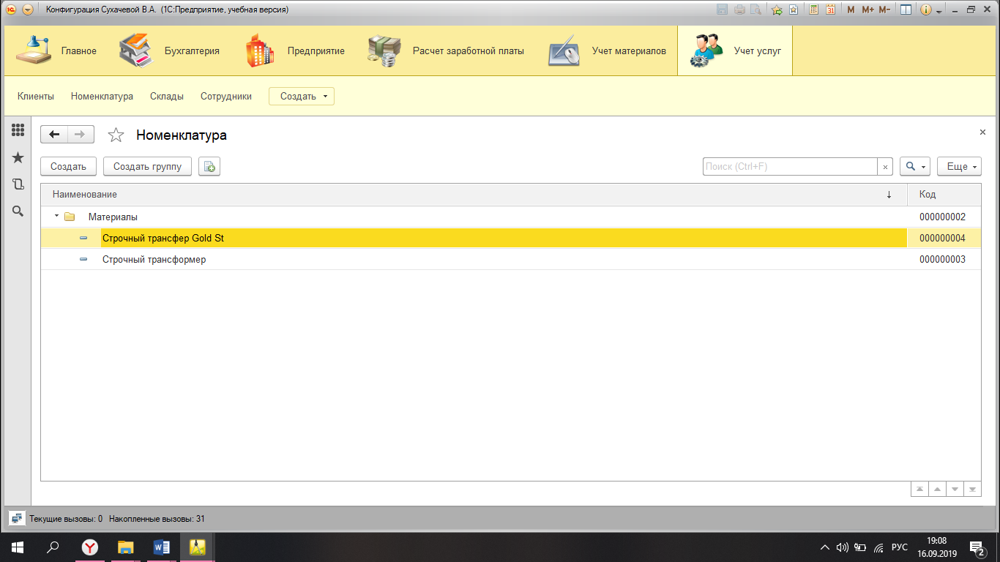 Конфигурация Сухачевой В.А. (1С:Предприятие, учебная версия)
M M+ M-
Главное Бухгалтерия Предприятие Расчет заработной платы Учет материалов Учет услуг
Клиенты Номенклатура Склады Сотрудники Создать
Номенклатура
Создать Создать группу Поиск (Ctrl+F) Еще
Наименование Код
Материалы 000000002
Строчный трансфер Gold St 000000004
Строчный трансформер 000000003
Текущие вызовы: 0 Накопленные вызовы: 31
19:08
РУС
16.09.2019
2